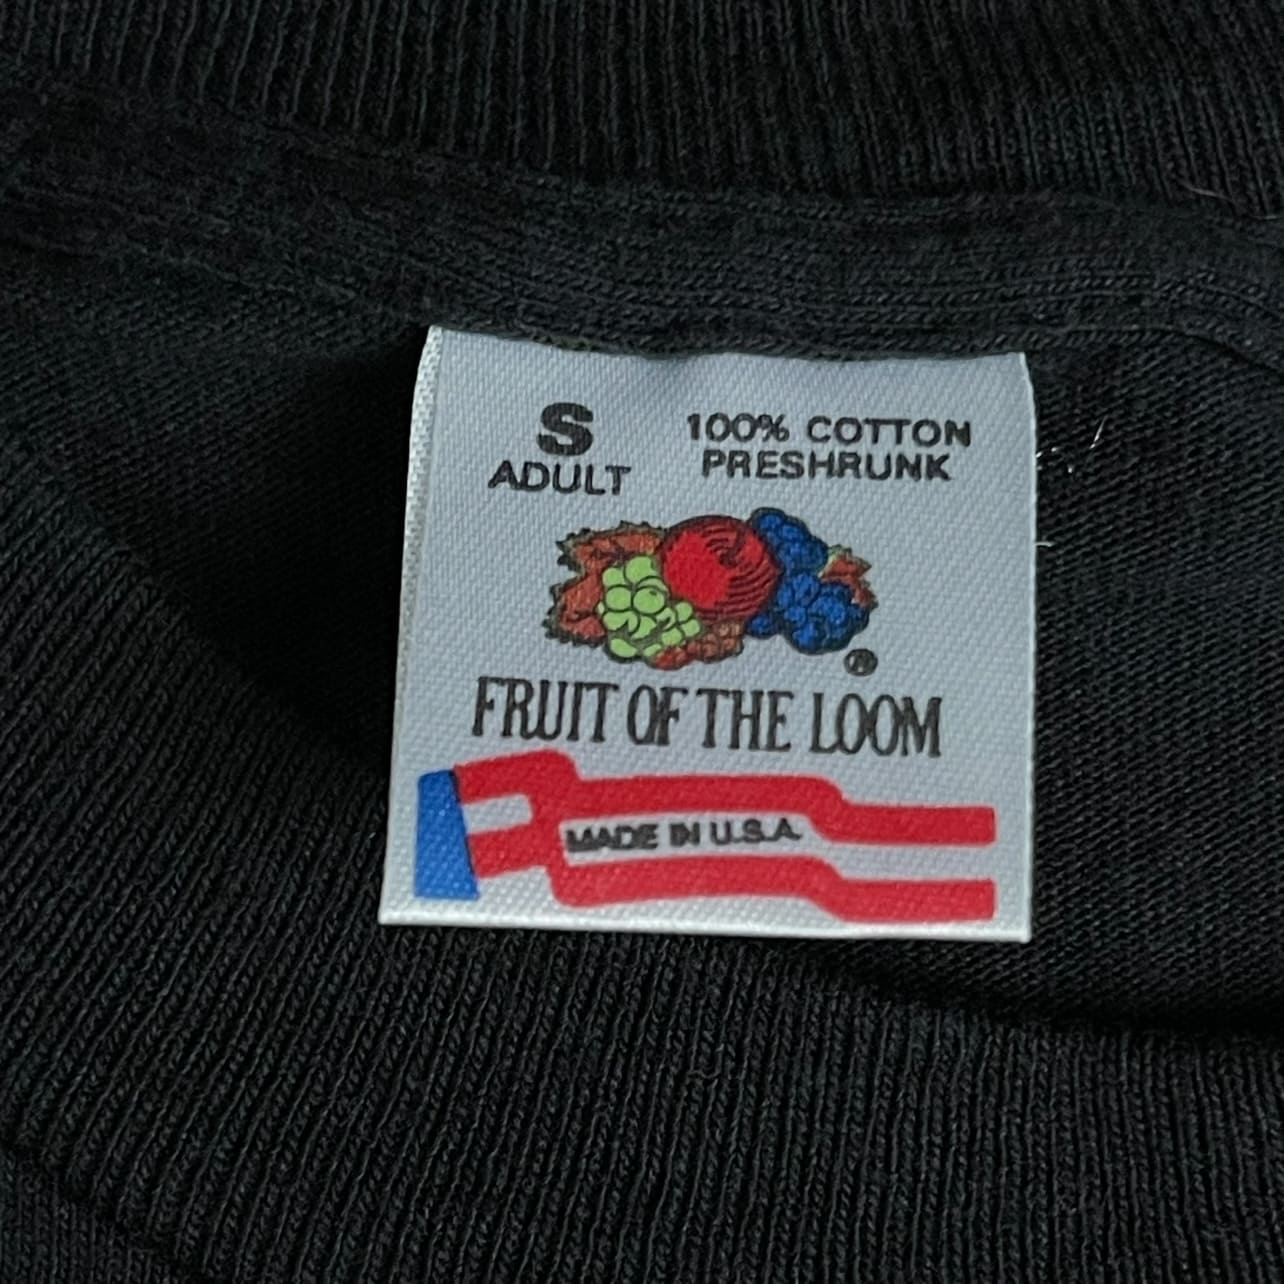 S
ADULT
100% COTTON
PRESHRUNK
®
FRUIT OF THE LOOM
MADE IN U.S.A.